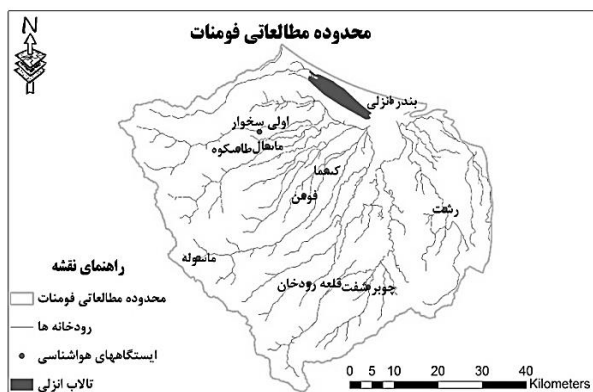 محدوده مطالعاتی فومنات
N
بندر انزلی
اولی سخوار
ماسال
طاسکوه
کسما
فومن
رشت
ماسوله
قلعه رودخان
چوبر شفت
راهنمای نقشه
محدوده مطالعاتی فومنات
رودخانه ها
ایستگاههای هواشناسی
تالاب انزلی
0 5 10 20 30 40
Kilometers